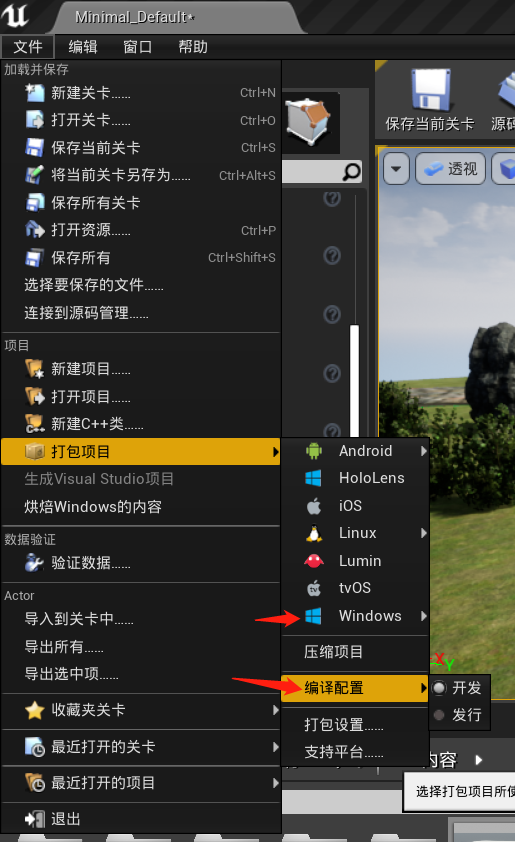 Minimal_Default*
文件 编辑 窗口 帮助
加载并保存
新建关卡…… Ctrl+N
打开关卡…… Ctrl+O
保存当前关卡 Ctrl+S
将当前关卡另存为…… Ctrl+Alt+S
保存所有关卡
打开资源…… Ctrl+P
保存所有 Ctrl+Shift+S
选择要保存的文件……
连接到源码管理……
项目
新建项目……
打开项目……
新建C++类……
打包项目
生成Visual Studio项目
烘焙Windows的内容
数据验证
验证数据……
Actor
导入到关卡中……
导出所有……
导出选中项……
收藏夹关卡
最近打开的关卡
最近打开的项目
退出
保存当前关卡 源码
透视
Android
HoloLens
iOS
Linux
Lumin
tvOS
Windows
压缩项目
编译配置
打包设置……
支持平台……
开发
发行
X Y
内容
选择打包项目所使